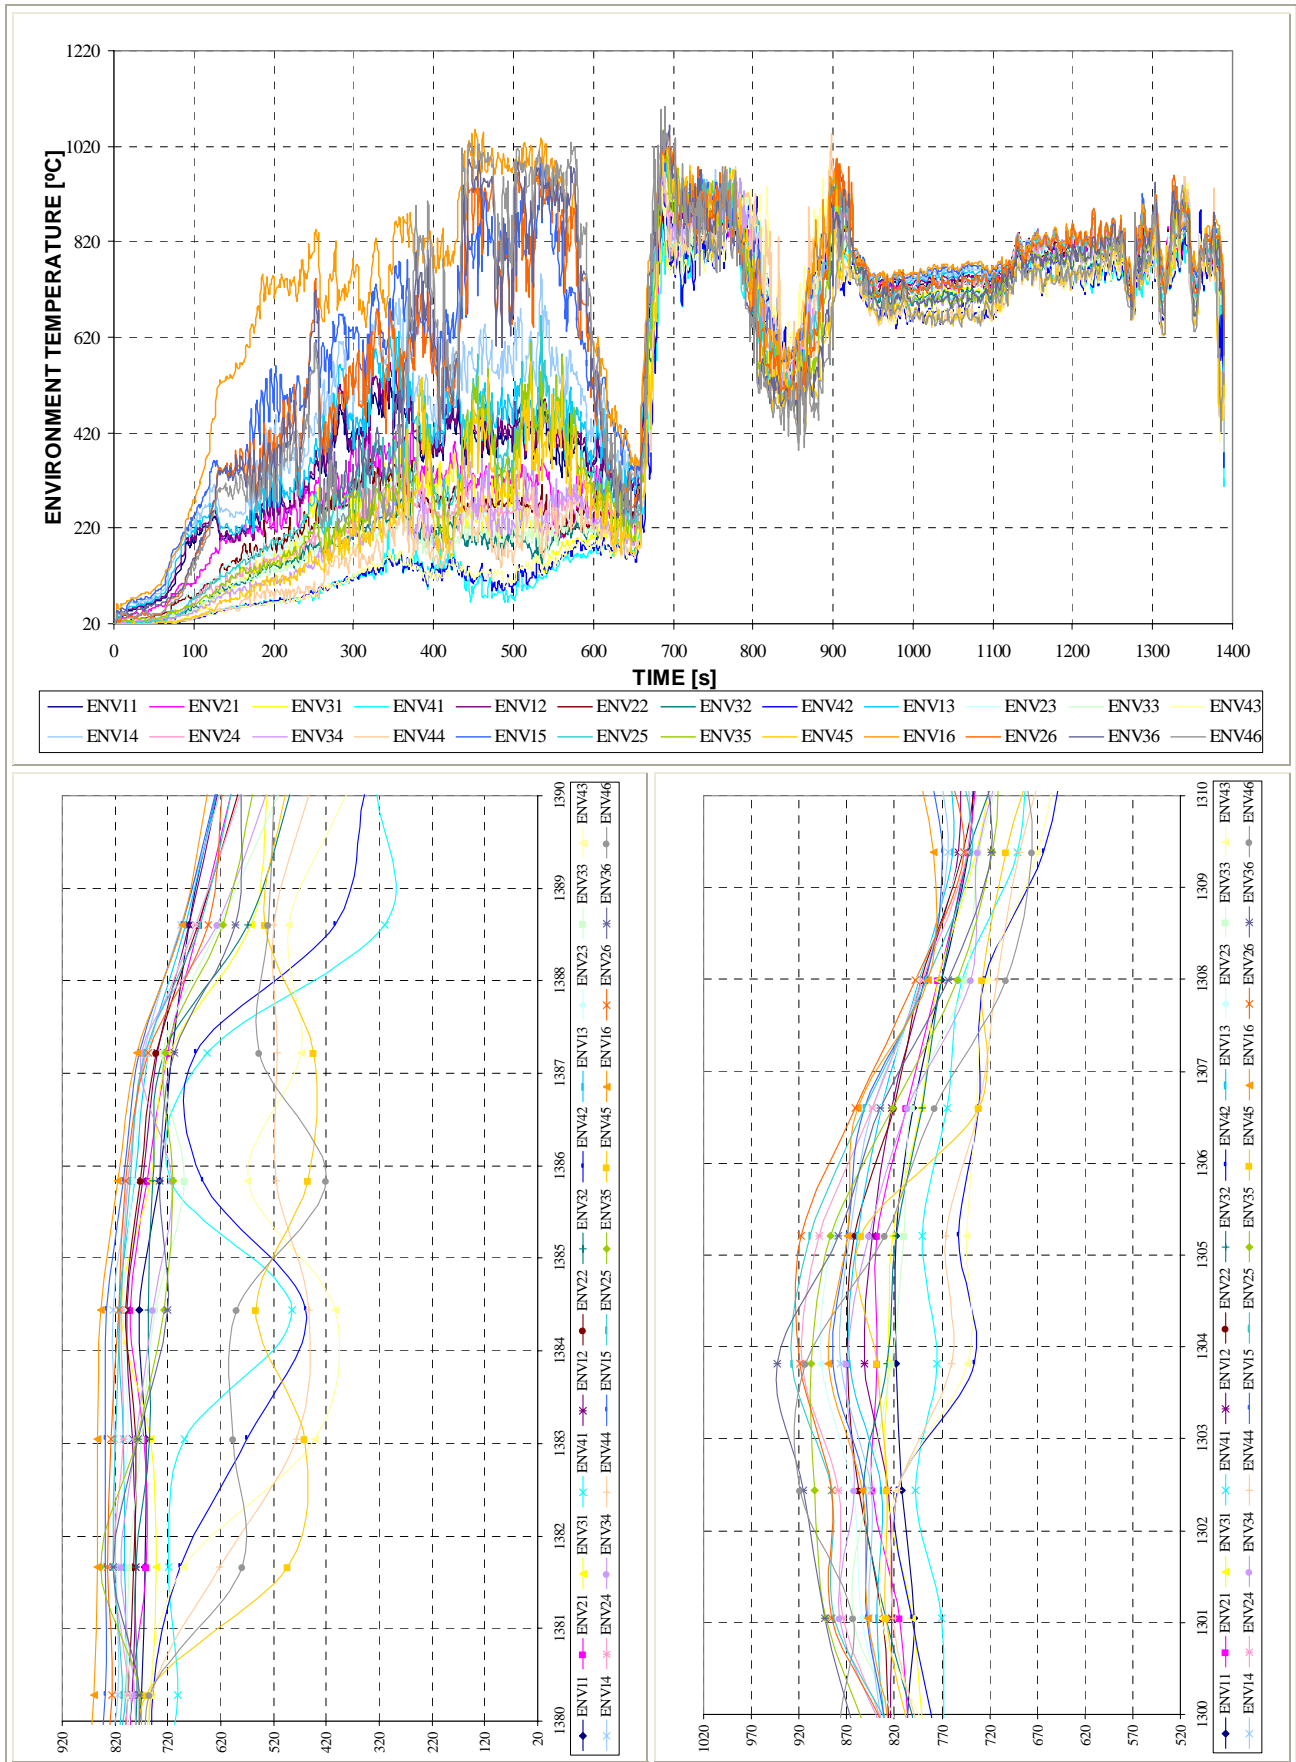 1220
1020
820
620
420
220
20
ENVIRONMENT TEMPERATURE [ºC]
0 100 200 300 400 500 600 700 800 900 1000 1100 1200 1300 1400
TIME [s]
ENV11 ENV21 ENV31 ENV41 ENV12 ENV22 ENV32 ENV42 ENV13 ENV23 ENV33 ENV43
ENV14 ENV24 ENV34 ENV44 ENV15 ENV25 ENV35 ENV45 ENV16 ENV26 ENV36 ENV46
920
820
720
620
520
420
320
220
120
20
1380 1381 1382 1383 1384 1385 1386 1387 1388 1389 1390
ENV11 ENV21 ENV31 ENV41 ENV12 ENV22 ENV32 ENV42 ENV13 ENV23 ENV33 ENV43
ENV14 ENV24 ENV34 ENV44 ENV15 ENV25 ENV35 ENV45 ENV16 ENV26 ENV36 ENV46
1020
970
920
870
820
770
720
670
620
570
520
1300 1301 1302 1303 1304 1305 1306 1307 1308 1309 1310
ENV11 ENV21 ENV31 ENV41 ENV12 ENV22 ENV32 ENV42 ENV13 ENV23 ENV33 ENV43
ENV14 ENV24 ENV34 ENV44 ENV15 ENV25 ENV35 ENV45 ENV16 ENV26 ENV36 ENV46